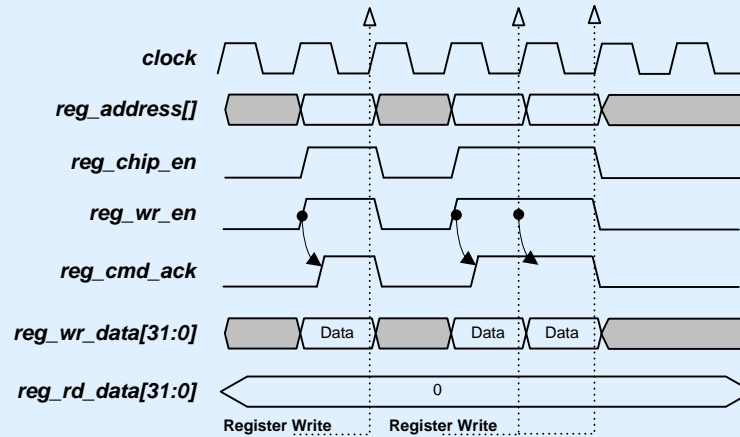 clock
reg_address[]
reg_chip_en
reg_wr_en
reg_cmd_ack
reg_wr_data[31:0] Data Data Data
reg_rd_data[31:0] 0
Register Write Register Write